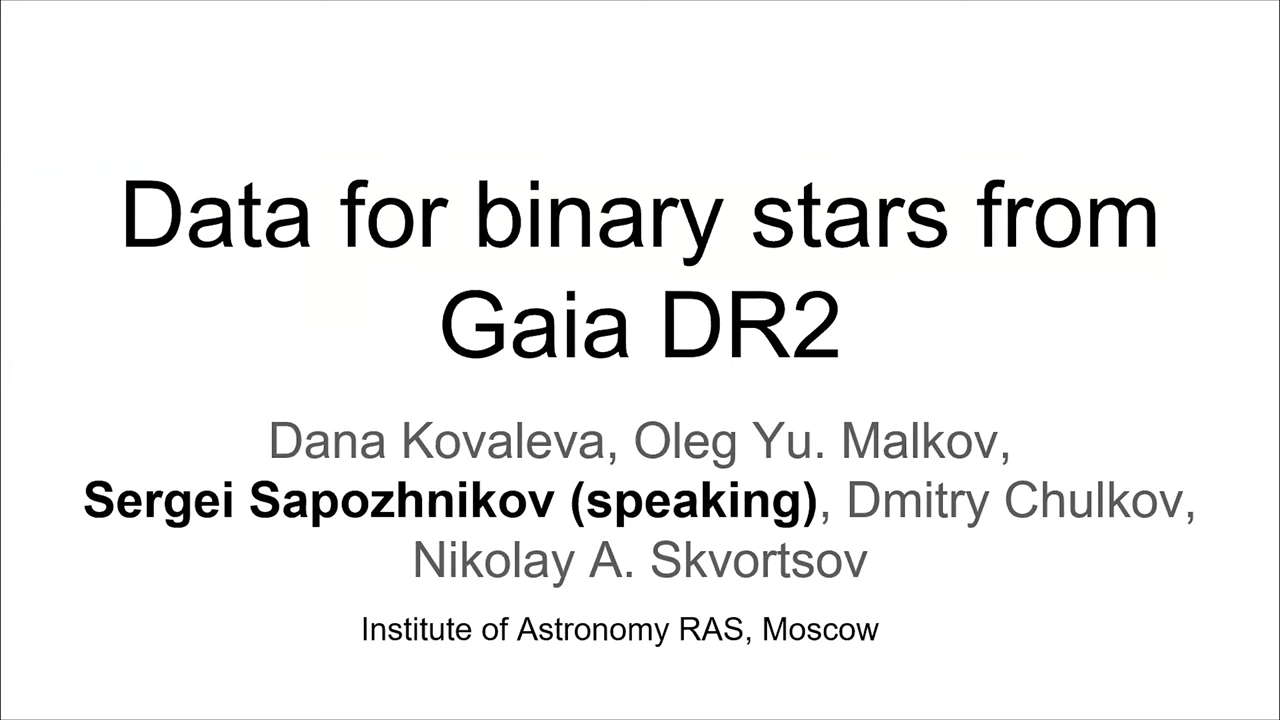 Data for binary stars from
Gaia DR2
Dana Kovaleva, Oleg Yu. Malkov,
Sergei Sapozhnikov (speaking), Dmitry Chulkov,
Nikolay A. Skvortsov
Institute of Astronomy RAS, Moscow